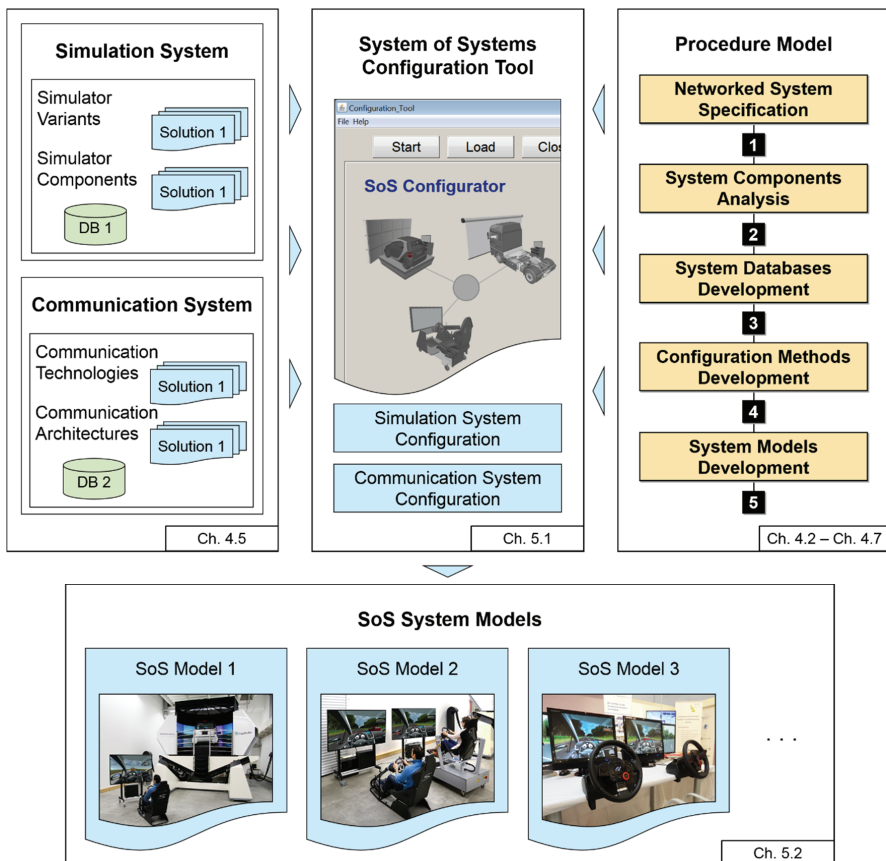 Simulation System
Simulator
Variants
Solution 1
Simulator
Components
Solution 1
DB 1
Communication System
Communication
Technologies
Solution 1
Communication
Architectures
Solution 1
DB 2
Ch. 4.5
System of Systems
Configuration Tool
Configuration_Tool
File Help
Start
Load
Clos
SoS Configurator
Simulation System
Configuration
Communication System
Configuration
Ch. 5.1
Procedure Model
Networked System
Specification
1
System Components
Analysis
2
System Databases
Development
3
Configuration Methods
Development
4
System Models
Development
5
Ch. 4.2 – Ch. 4.7
SoS System Models
SoS Model 1
SoS Model 2
SoS Model 3
. . .
Ch. 5.2